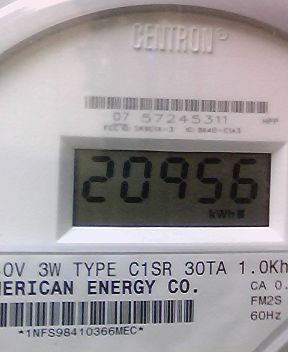 CENTRON®
07 57245311
20956
kWh
0V 3W TYPE C1SR 30TA 1.0Kh
MERICAN ENERGY CO. CA 0.
FM2S
60Hz
*1NFS98410366MEC*